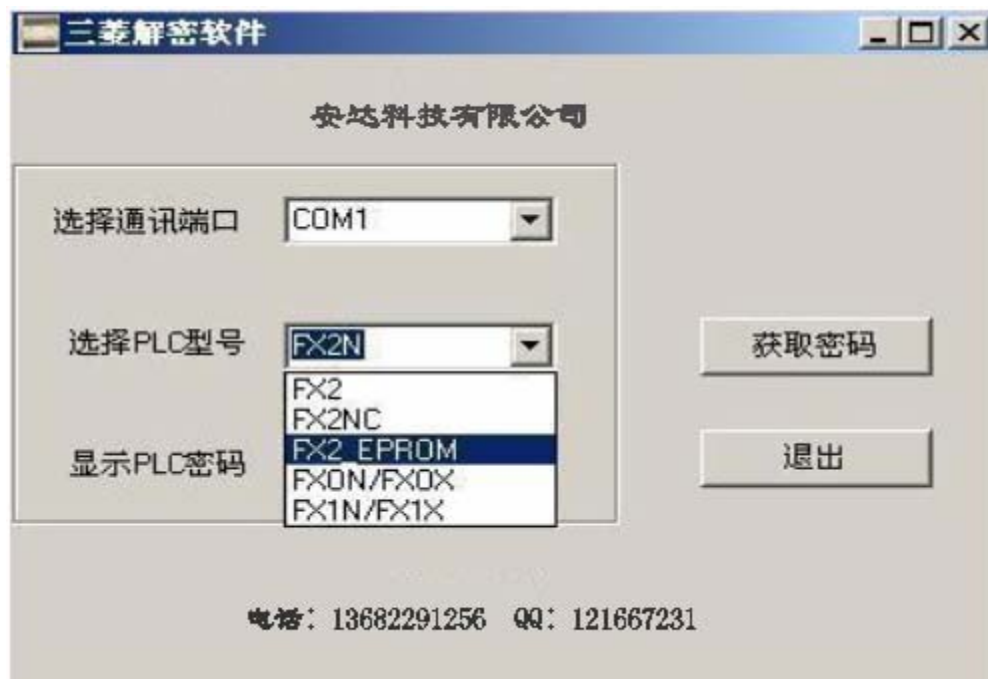 三菱解密软件
安达科技有限公司
选择通讯端口 COM1
选择PLC型号 FX2N 获取密码
FX2
FX2NC
FX2_EPROM
显示PLC密码 退出
FX0N/FX0X
FX1N/FX1X
电话: 13682291256 QQ: 121667231